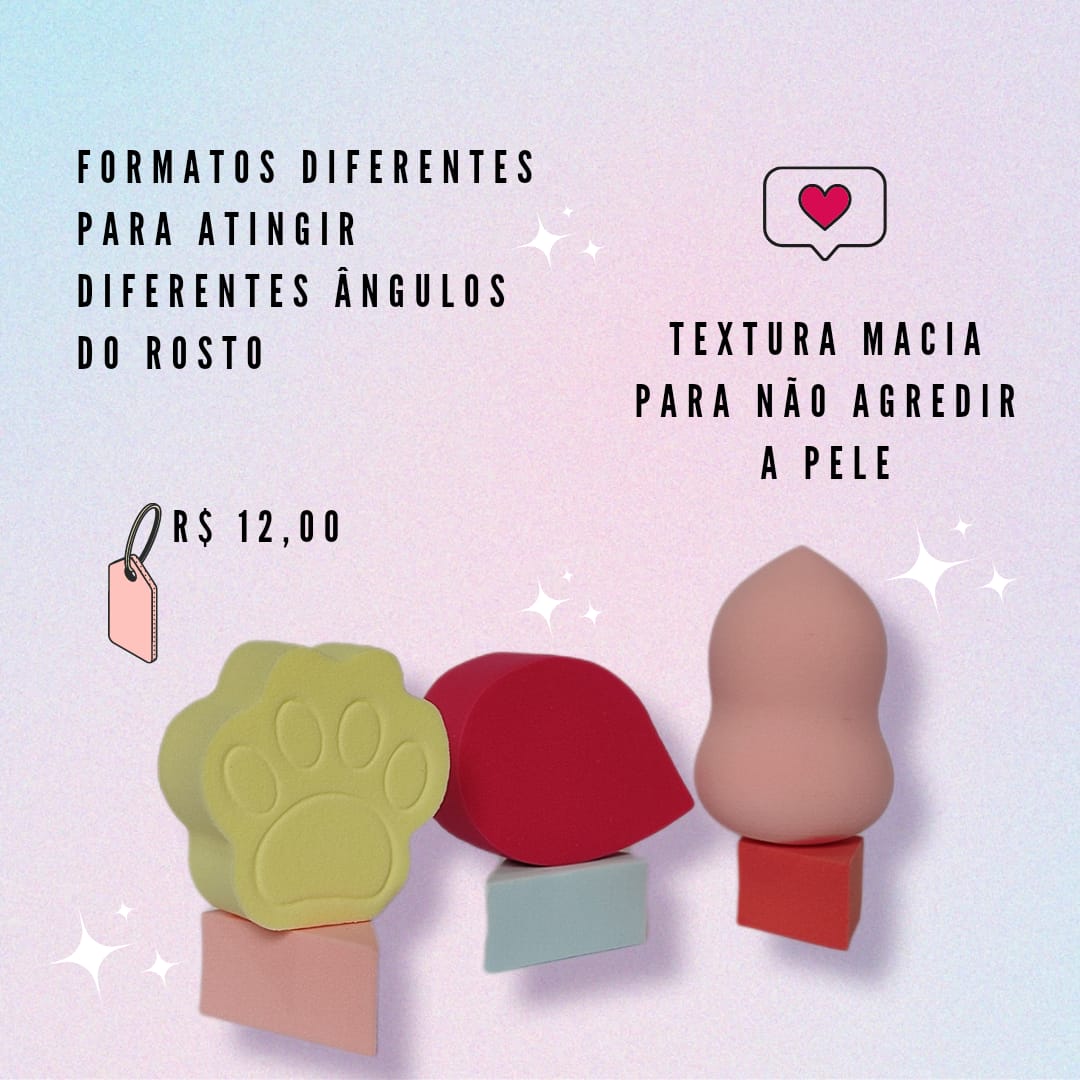 FORMATOS DIFERENTES
PARA ATINGIR
DIFERENTES ÂNGULOS
DO ROSTO
TEXTURA MACIA
PARA NÃO AGREDIR
A PELE
R$ 12,00